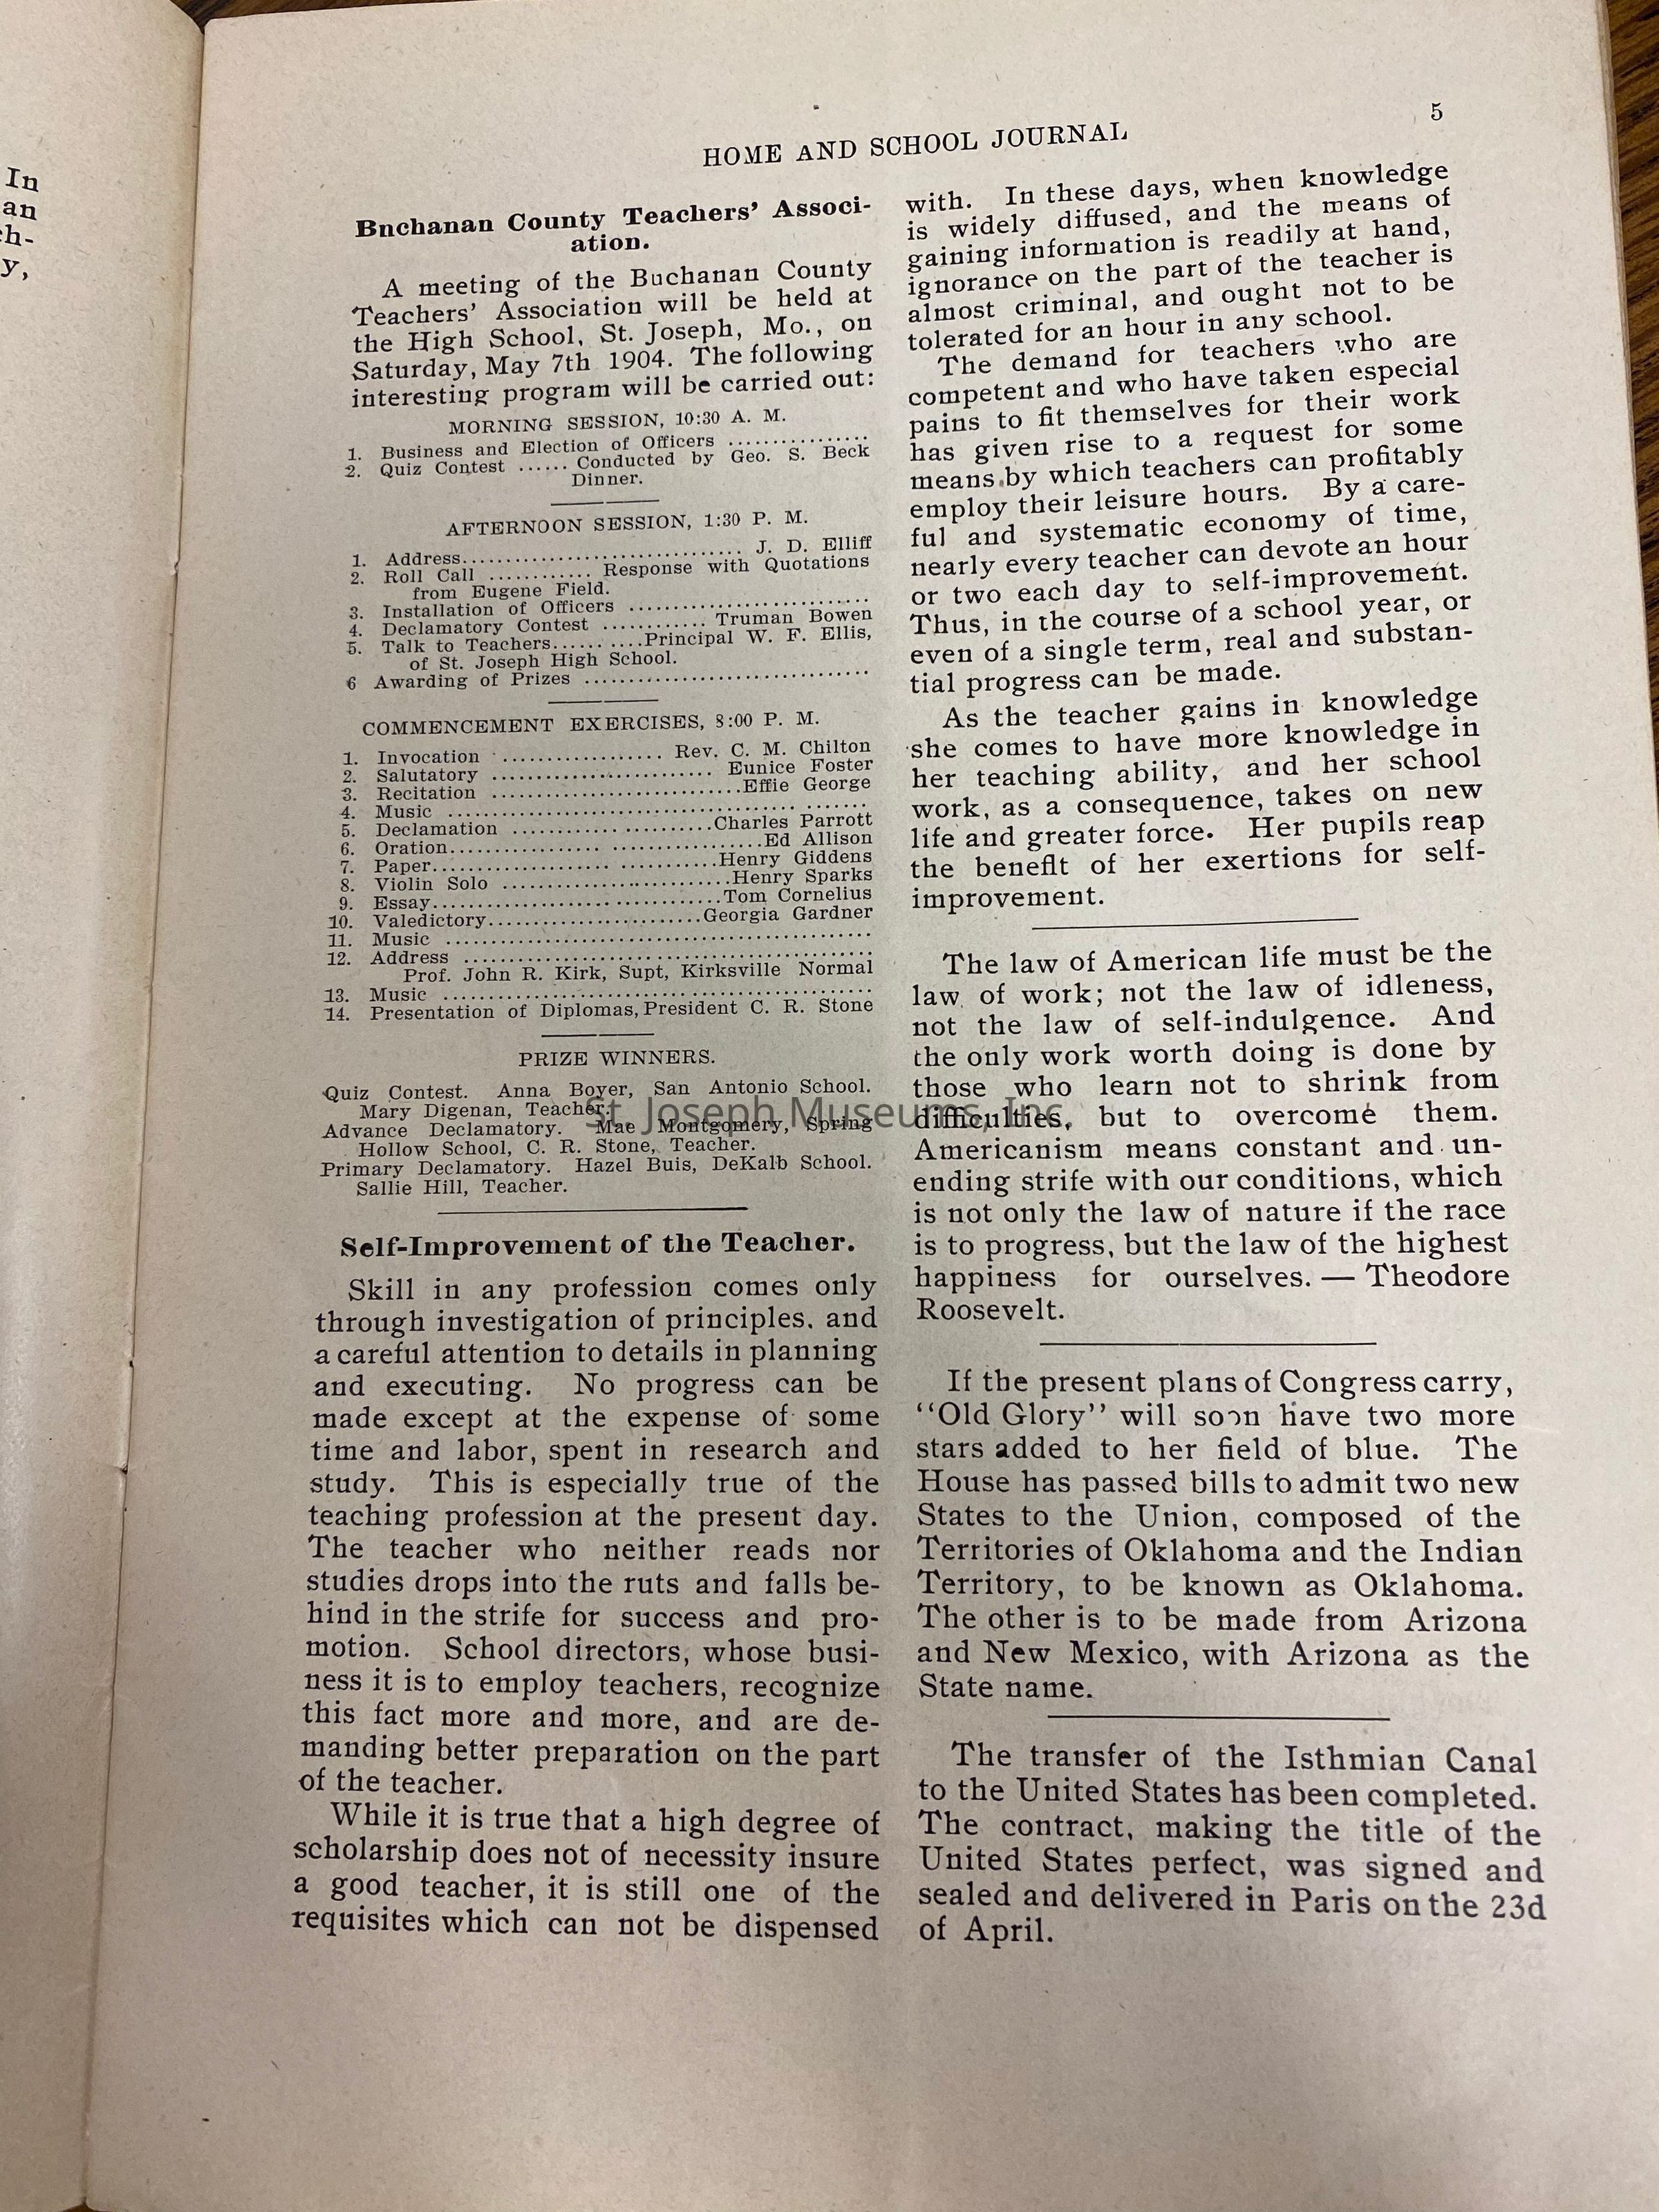 In
an
ch-
y,
5
HOME AND SCHOOL JOURNAL
Bnchanan County Teachers' Associ-
ation.
A meeting of the Buchanan County
Teachers' Association will be held at
the High School, St. Joseph, Mo., on
Saturday, May 7th 1904. The following
interesting program will be carried out:
MORNING SESSION, 10:30 A. M.
1. Business and Election of Officers ................
2. Quiz Contest ...... Conducted by Geo. S. Beck
Dinner.
AFTERNOON SESSION, 1:30 P. M.
1. Address............................... J. D. Elliff
2. Roll Call ............ Response with Quotations
from Eugene Field.
3. Installation of Officers ...........................
4. Declamatory Contest ............ Truman Bowen
5. Talk to Teachers...... ....Principal W. F. Ellis,
of St. Joseph High School.
6 Awarding of Prizes ................................
COMMENCEMENT EXERCISES, 8:00 P. M.
1. Invocation .................. Rev. C. M. Chilton
2. Salutatory ......................... Eunice Foster
3. Recitation ............................Effie George
4. Music ............................... .......
5. Declamation ............ ..........Charles Parrott
6. Oration................. ...................Ed Allison
7. Paper.................... ...........Henry Giddens
8. Violin Solo ..........................Henry Sparks
9. Essay................................Tom Cornelius
10. Valedictory........................Georgia Gardner
11. Music ................................................
12. Address .............................................
Prof. John R. Kirk, Supt, Kirksville Normal
13. Music ................................................
14. Presentation of Diplomas, President C. R. Stone
PRIZE WINNERS.
Quiz Contest. Anna Boyer, San Antonio School.
Mary Digenan, Teacher.
Advance Declamatory. Mae Montgomery, Spring
Hollow School, C. R. Stone, Teacher.
Primary Declamatory. Hazel Buis, DeKalb School.
Sallie Hill, Teacher.
Self-Improvement of the Teacher.
Skill in any profession comes only
through investigation of principles, and
a careful attention to details in planning
and executing. No progress can be
made except at the expense of some
time and labor, spent in research and
study. This is especially true of the
teaching profession at the present day.
The teacher who neither reads nor
studies drops into the ruts and falls be-
hind in the strife for success and pro-
motion. School directors, whose busi-
ness it is to employ teachers, recognize
this fact more and more, and are de-
manding better preparation on the part
of the teacher.
While it is true that a high degree of
scholarship does not of necessity insure
a good teacher, it is still one of the
requisites which can not be dispensed
with. In these days, when knowledge
is widely diffused, and the means of
gaining information is readily at hand,
ignorance on the part of the teacher is
almost criminal, and ought not to be
tolerated for an hour in any school.
The demand for teachers who are
competent and who have taken especial
pains to fit themselves for their work
has given rise to a request for some
means by which teachers can profitably
employ their leisure hours. By a care-
ful and systematic economy of time,
nearly every teacher can devote an hour
or two each day to self-improvement.
Thus, in the course of a school year, or
even of a single term, real and substan-
tial progress can be made.
As the teacher gains in knowledge
she comes to have more knowledge in
her teaching ability, and her school
work, as a consequence, takes on new
life and greater force. Her pupils reap
the benefit of her exertions for self-
improvement.
The law of American life must be the
law of work; not the law of idleness,
not the law of self-indulgence. And
the only work worth doing is done by
those who learn not to shrink from
difficulties, but to overcome them.
Americanism means constant and un-
ending strife with our conditions, which
is not only the law of nature if the race
is to progress, but the law of the highest
happiness for ourselves. — Theodore
Roosevelt.
If the present plans of Congress carry,
"Old Glory" will soon have two more
stars added to her field of blue. The
House has passed bills to admit two new
States to the Union, composed of the
Territories of Oklahoma and the Indian
Territory, to be known as Oklahoma.
The other is to be made from Arizona
and New Mexico, with Arizona as the
State name.
The transfer of the Isthmian Canal
to the United States has been completed.
The contract, making the title of the
United States perfect, was signed and
sealed and delivered in Paris on the 23d
of April.
St. Joseph Museums, Inc.